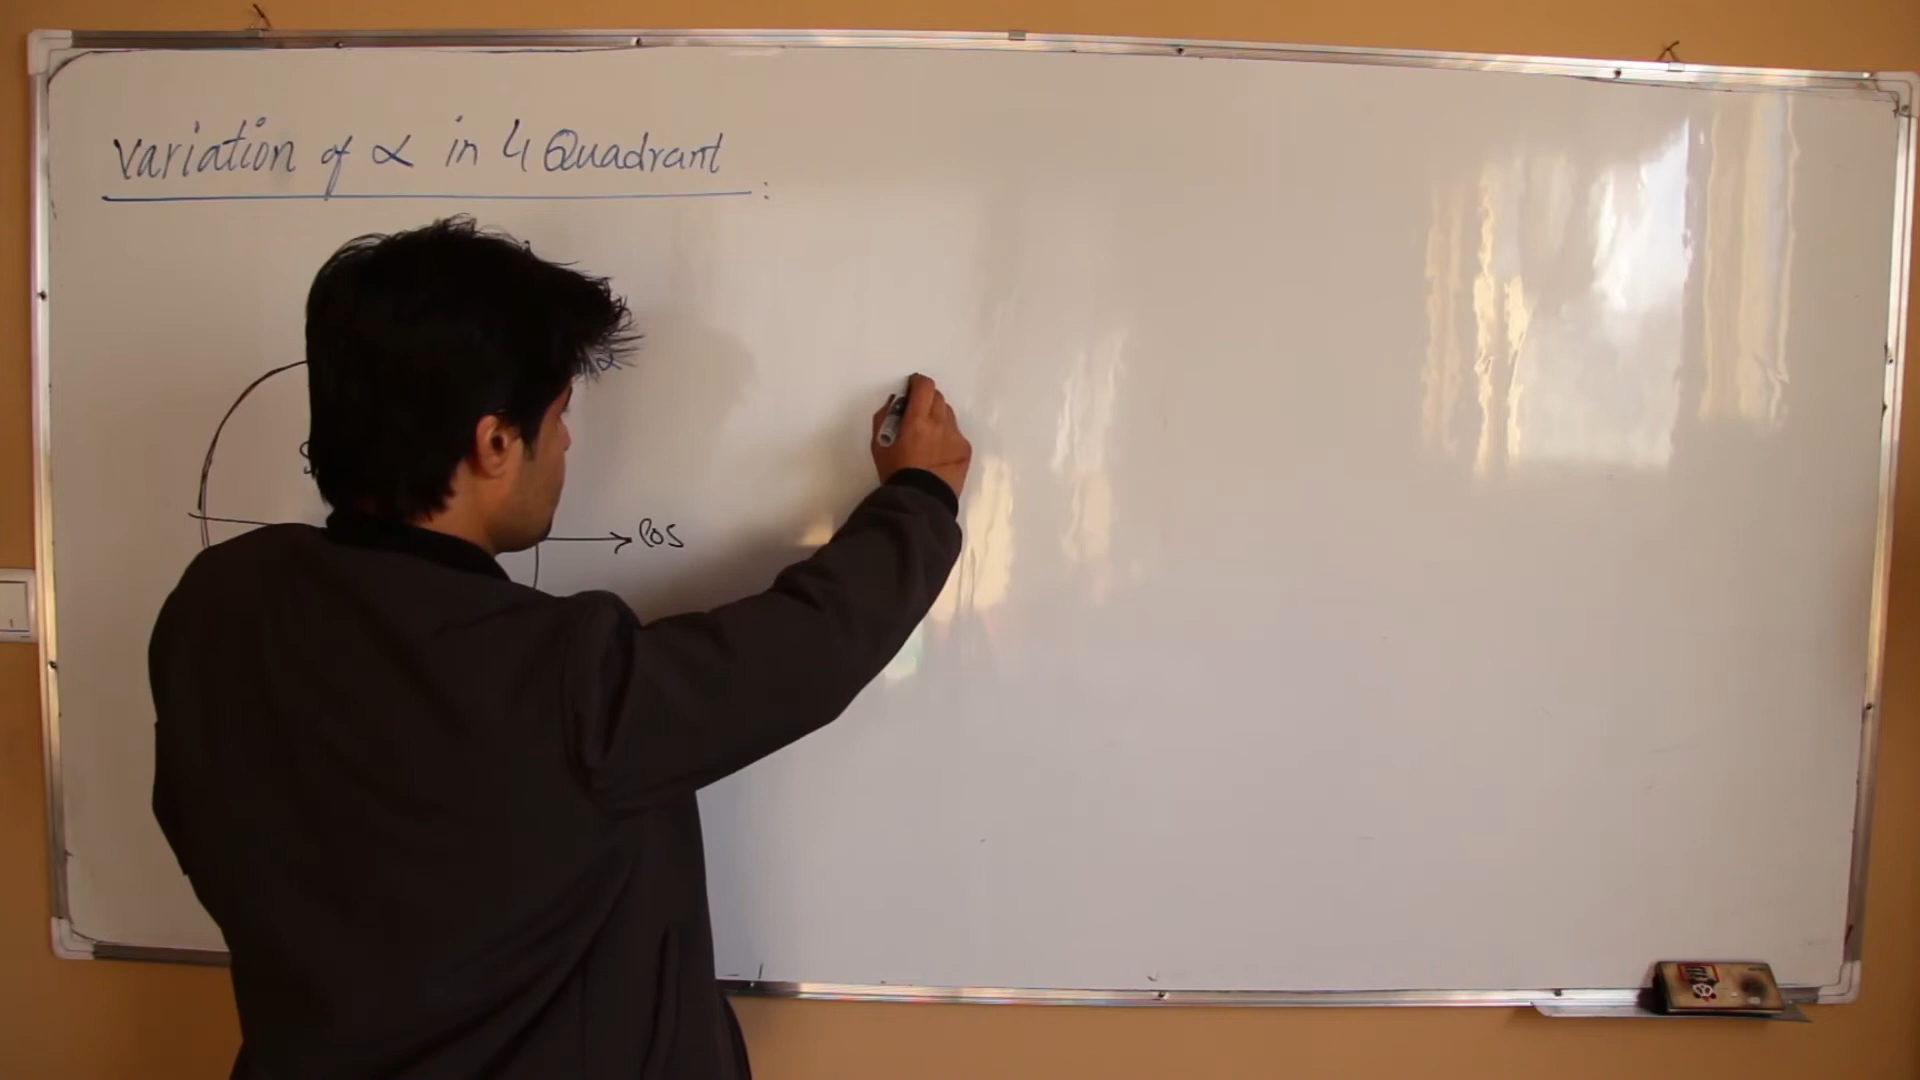 Variation of α in 4 Quadrant :
α
S
Cos